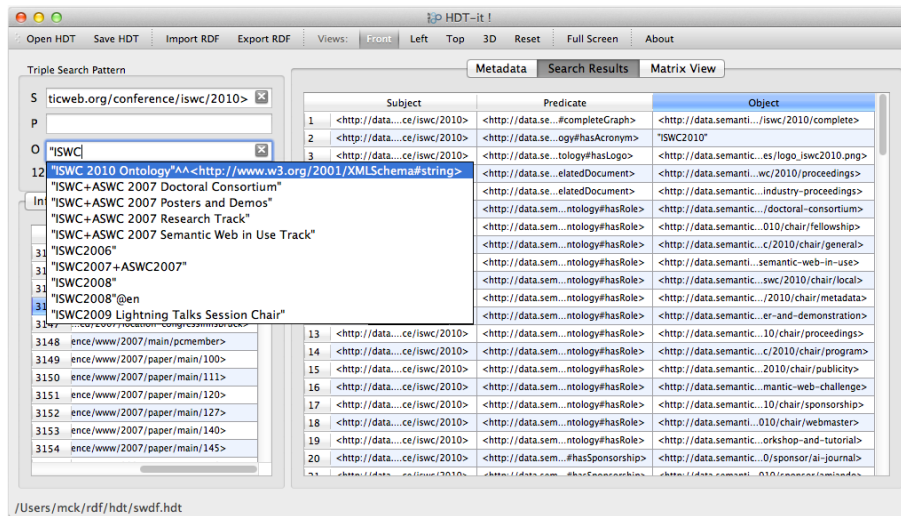 HDT-it !
Open HDT Save HDT Import RDF Export RDF Views: Front Left Top 3D Reset Full Screen About
Triple Search Pattern
Metadata Search Results Matrix View
S ticweb.org/conference/iswc/2010>
P
O "ISWC
"ISWC 2010 Ontology"^^<http://www.w3.org/2001/XMLSchema#string>
"ISWC+ASWC 2007 Doctoral Consortium"
"ISWC+ASWC 2007 Posters and Demos"
"ISWC+ASWC 2007 Research Track"
"ISWC+ASWC 2007 Semantic Web in Use Track"
"ISWC2006"
"ISWC2007+ASWC2007"
"ISWC2008"
"ISWC2008"@en
"ISWC2009 Lightning Talks Session Chair"
3148 ence/www/2007/main/pcmember>
3149 ence/www/2007/paper/main/100>
3150 ence/www/2007/paper/main/111>
3151 ence/www/2007/paper/main/120>
3152 ence/www/2007/paper/main/127>
3153 ence/www/2007/paper/main/140>
3154 ence/www/2007/paper/main/145>
Subject Predicate Object
1 <http://data....ce/iswc/2010> <http://data.se...#completeGraph> <http://data.semanti.../iswc/2010/complete>
2 <http://data....ce/iswc/2010> <http://data.se...ogy#hasAcronym> "ISWC2010"
3 <http://data....ce/iswc/2010> <http://data.se...tology#hasLogo> <http://data.semantic...es/logo_iswc2010.png>
<http://data.se...elatedDocument> <http://data.semanti...wc/2010/proceedings>
<http://data.se...elatedDocument> <http://data.semantic...industry-proceedings>
<http://data.sem...ntology#hasRole> <http://data.semantic.../doctoral-consortium>
<http://data.sem...ntology#hasRole> <http://data.semantic...010/chair/fellowship>
<http://data.sem...ntology#hasRole> <http://data.semantic...c/2010/chair/general>
<http://data.sem...ntology#hasRole> <http://data.semanti...semantic-web-in-use>
<http://data.sem...ntology#hasRole> <http://data.semantic...swc/2010/chair/local>
<http://data.sem...ntology#hasRole> <http://data.semantic.../2010/chair/metadata>
<http://data.sem...ntology#hasRole> <http://data.semantic...er-and-demonstration>
13 <http://data....ce/iswc/2010> <http://data.sem...ntology#hasRole> <http://data.semantic...10/chair/proceedings>
14 <http://data....ce/iswc/2010> <http://data.sem...ntology#hasRole> <http://data.semantic...c/2010/chair/program>
15 <http://data....ce/iswc/2010> <http://data.sem...ntology#hasRole> <http://data.semantic...2010/chair/publicity>
16 <http://data....ce/iswc/2010> <http://data.sem...ntology#hasRole> <http://data.semantic...mantic-web-challenge>
17 <http://data....ce/iswc/2010> <http://data.sem...ntology#hasRole> <http://data.semantic...10/chair/sponsorship>
18 <http://data....ce/iswc/2010> <http://data.sem...ntology#hasRole> <http://data.semanti...010/chair/webmaster>
19 <http://data....ce/iswc/2010> <http://data.sem...ntology#hasRole> <http://data.semantic...orkshop-and-tutorial>
20 <http://data....ce/iswc/2010> <http://data.sem...#hasSponsorship> <http://data.semantic...0/sponsor/ai-journal>
/Users/mck/rdf/hdt/swdf.hdt